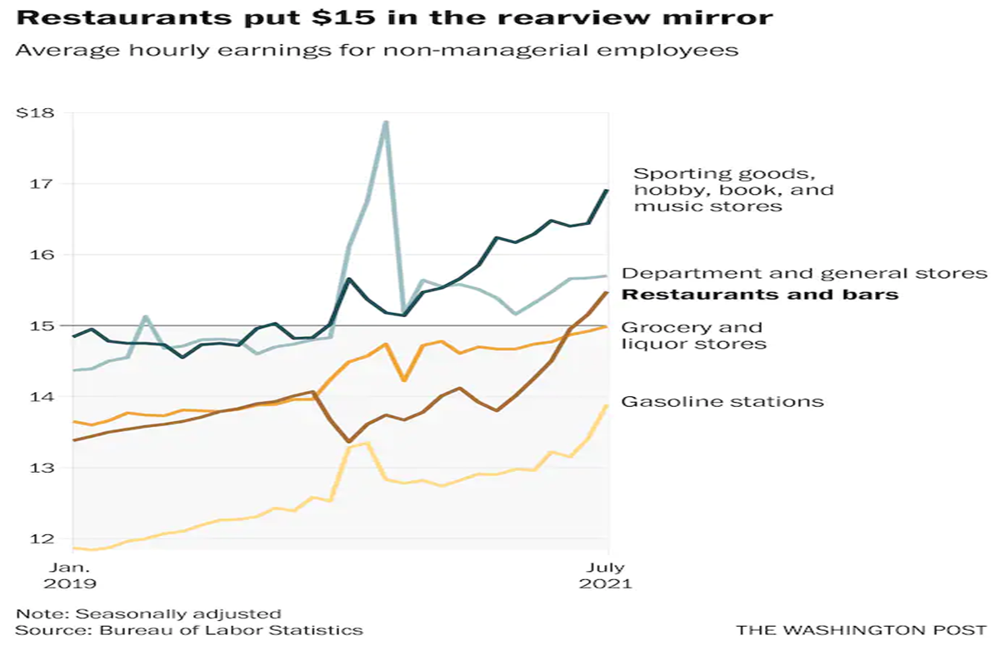 Restaurants put $15 in the rearview mirror
Average hourly earnings for non-managerial employees
$18
17
16
15
14
13
12
Sporting goods,
hobby, book, and
music stores
Department and general stores
Restaurants and bars
Grocery and
liquor stores
Gasoline stations
Jan.
2019
July
2021
Note: Seasonally adjusted
Source: Bureau of Labor Statistics
THE WASHINGTON POST